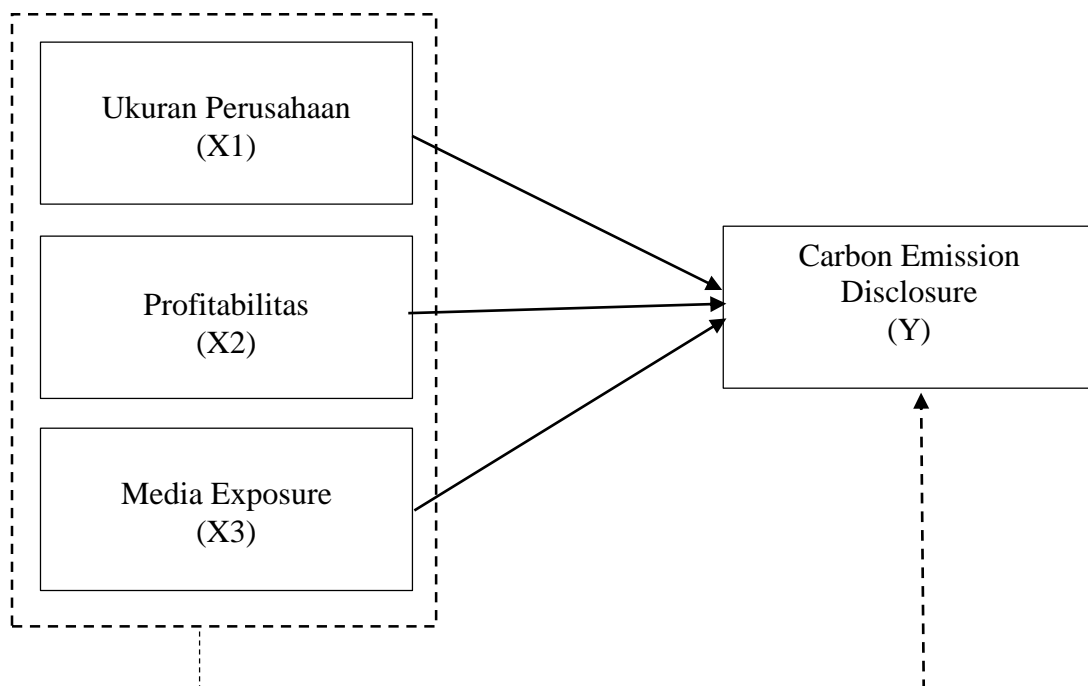 Ukuran Perusahaan
(X1)
Profitabilitas
(X2)
Media Exposure
(X3)
Carbon Emission
Disclosure
(Y)